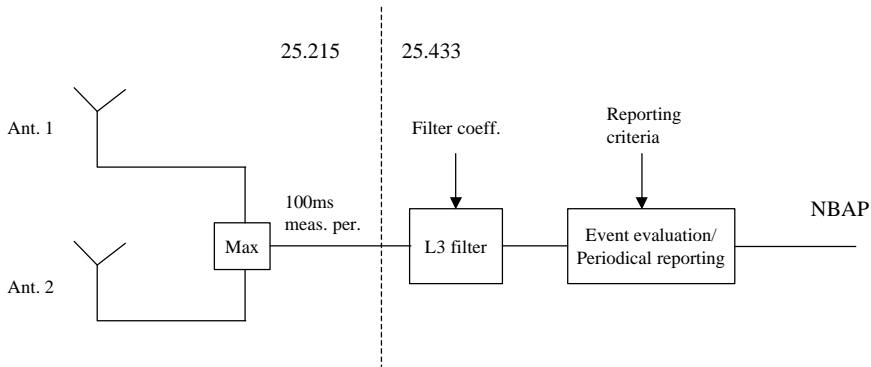 25.215
25.433
Ant. 1
Filter coeff.
Reporting
criteria
100ms
meas. per.
NBAP
Max
L3 filter
Event evaluation/
Periodical reporting
Ant. 2